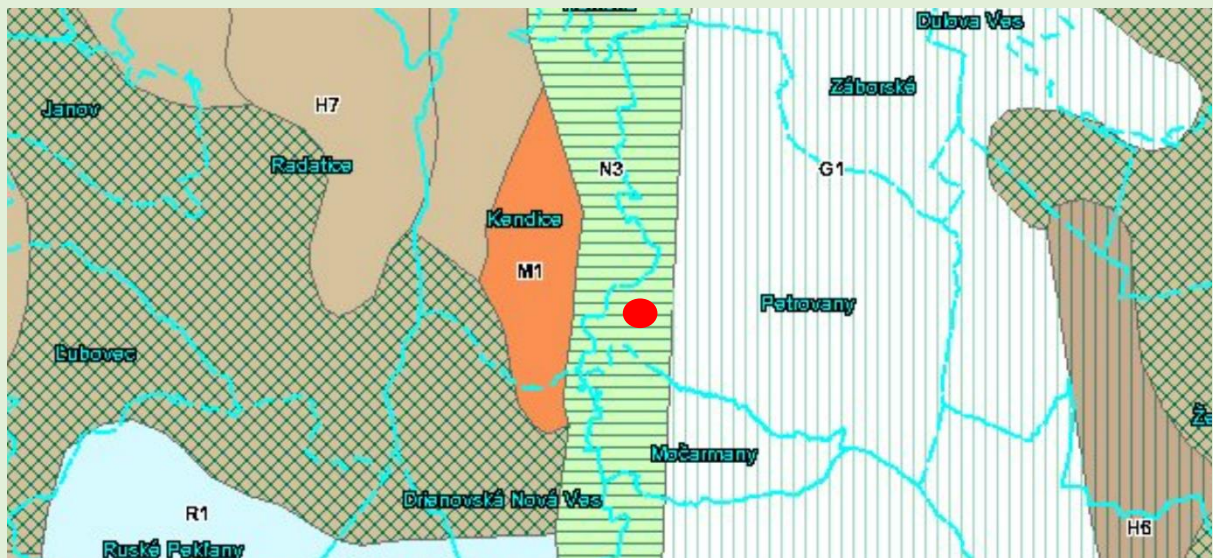 Dulova Ves
Záborské
Janov
H7
Radatice
N3
G1
Kendice
M1
Petrovany
Ľubovec
Močarmany
Drienovská Nová Ves
R1
Ruské Pekľany
H6